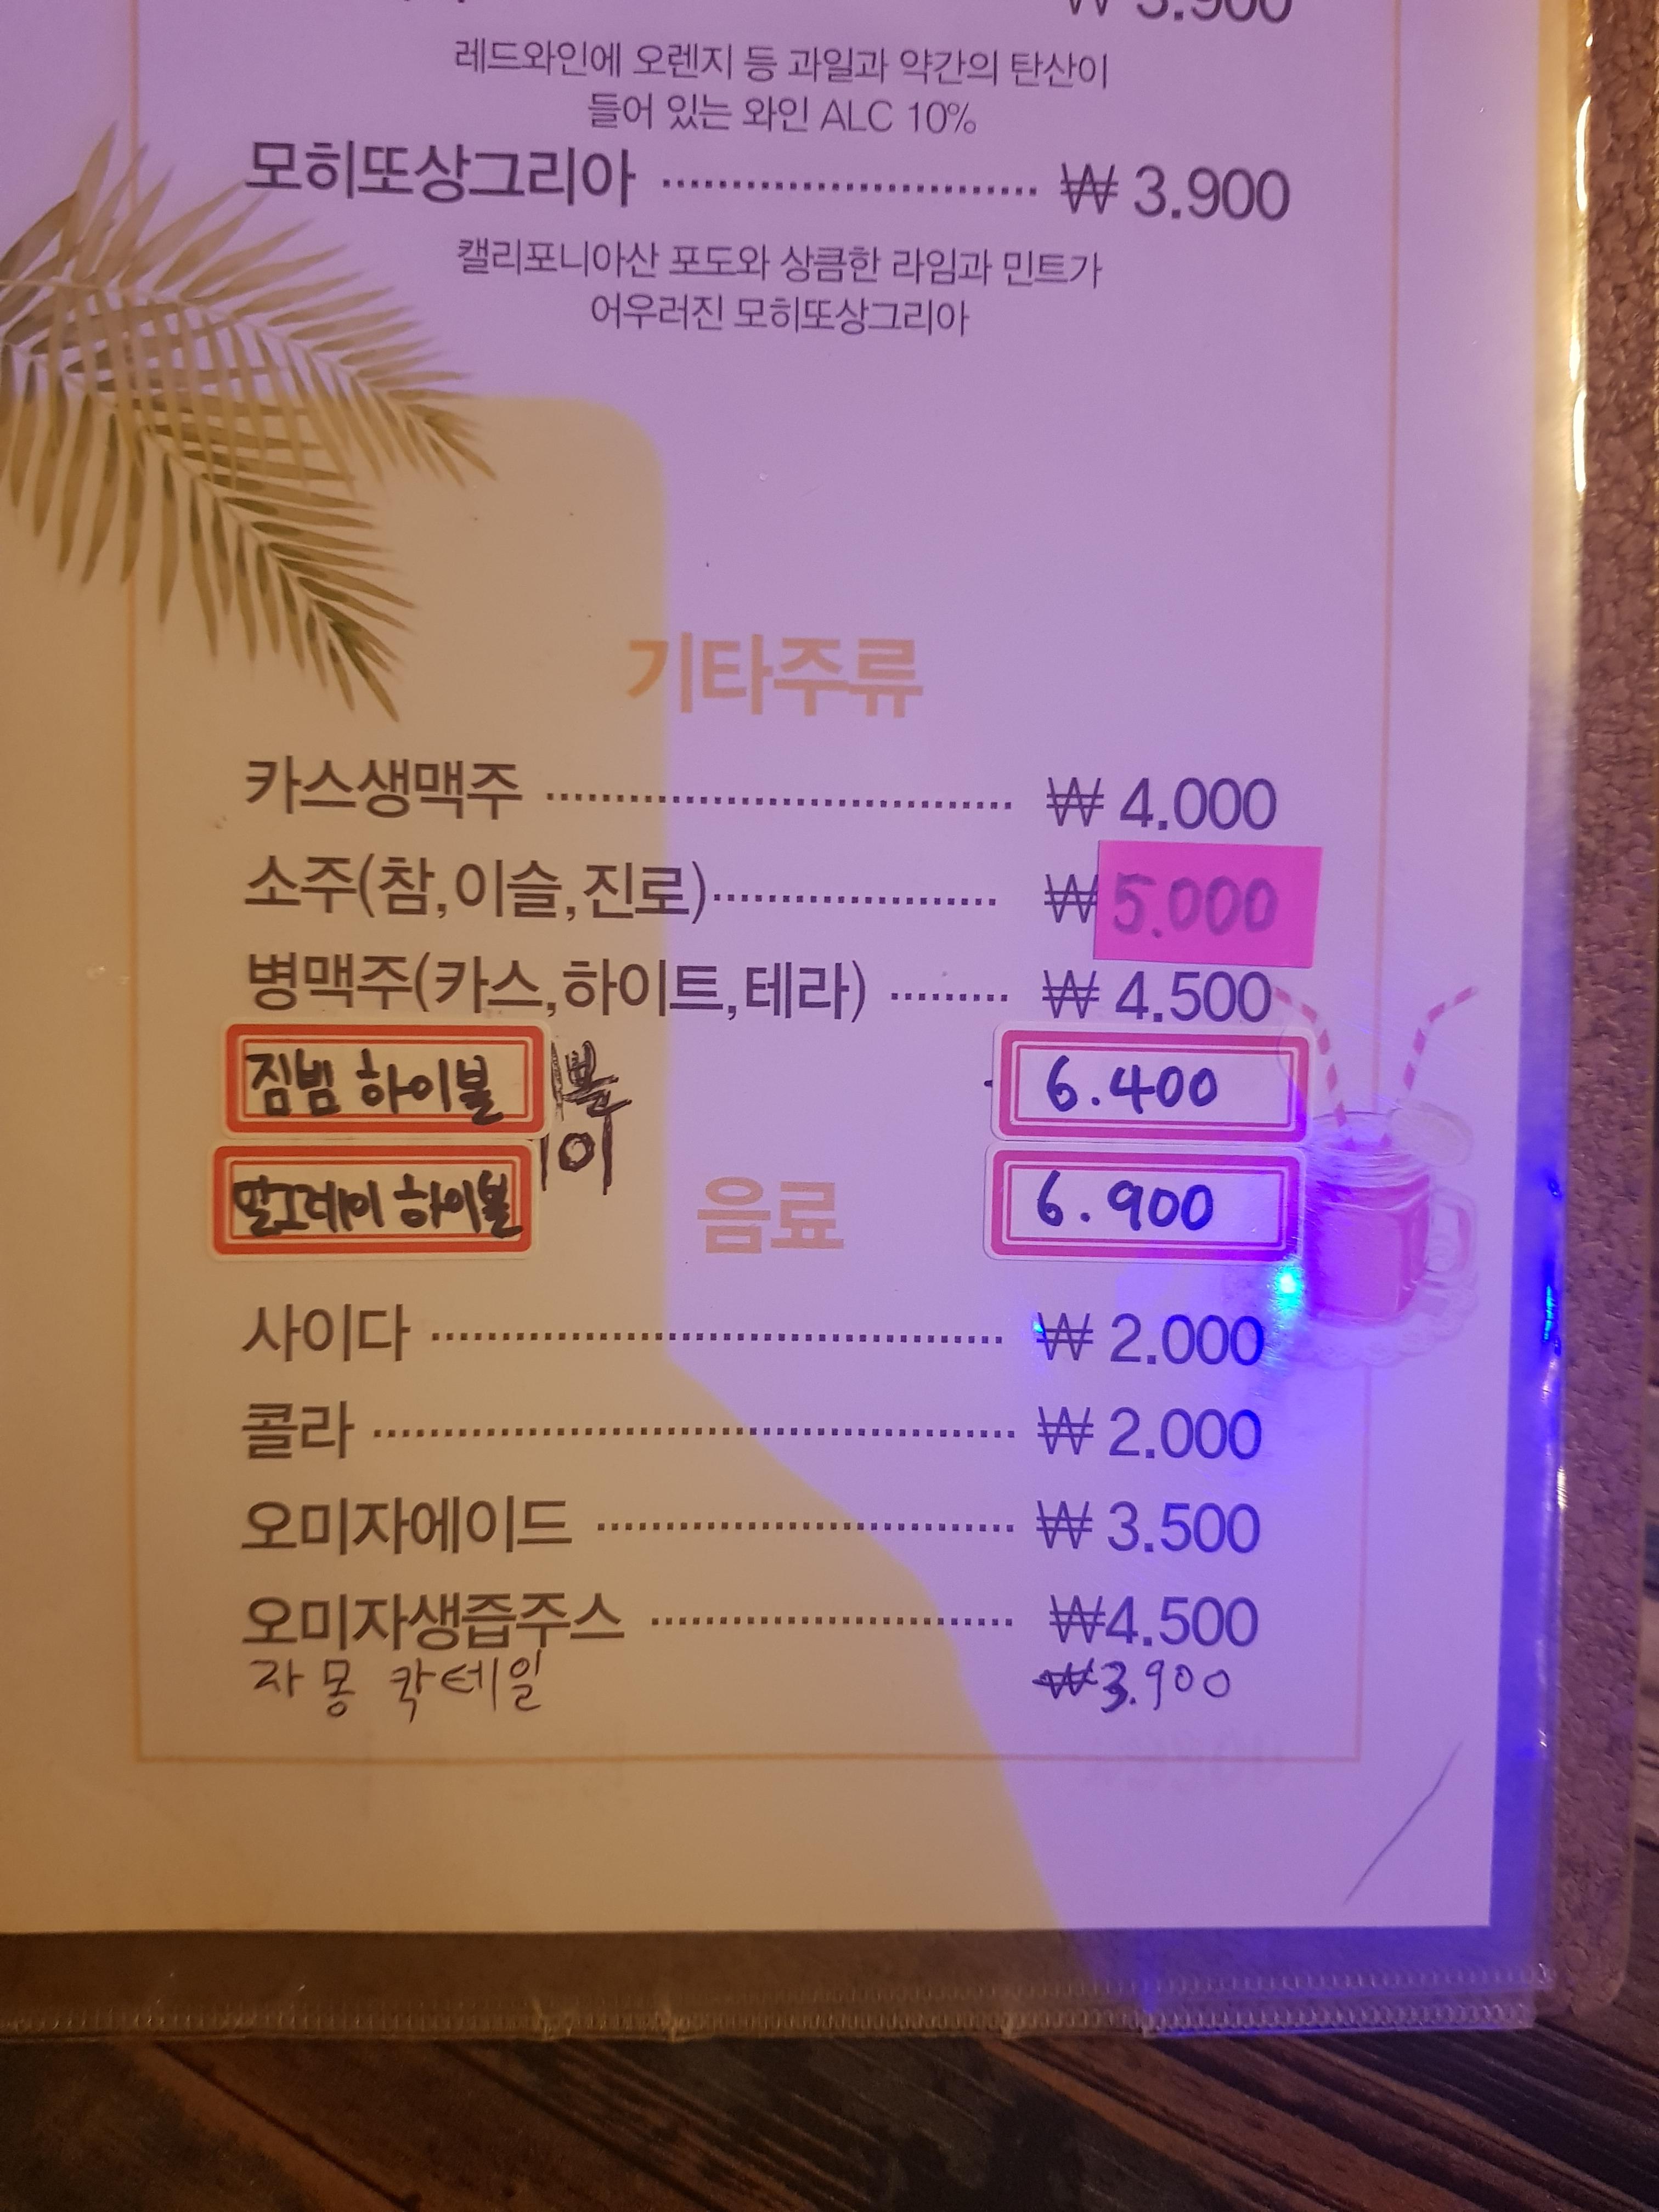 ₩ 3.900
레드와인에 오렌지 등 과일과 약간의 탄산이
들어 있는 와인 ALC 10%
모히또상그리아 ₩ 3.900
캘리포니아산 포도와 상큼한 라임과 민트가
어우러진 모히또상그리아
기타주류
카스생맥주 ₩ 4.000
소주(참,이슬,진로) ₩ 5.000
병맥주(카스,하이트,테라) ₩ 4.500
짐빔 하이볼 6.400
얼그레이 하이볼 6.900
음료
사이다 ₩ 2.000
콜라 ₩ 2.000
오미자에이드 ₩ 3.500
오미자생즙주스 ₩4.500
자몽 칵테일 ₩3.900